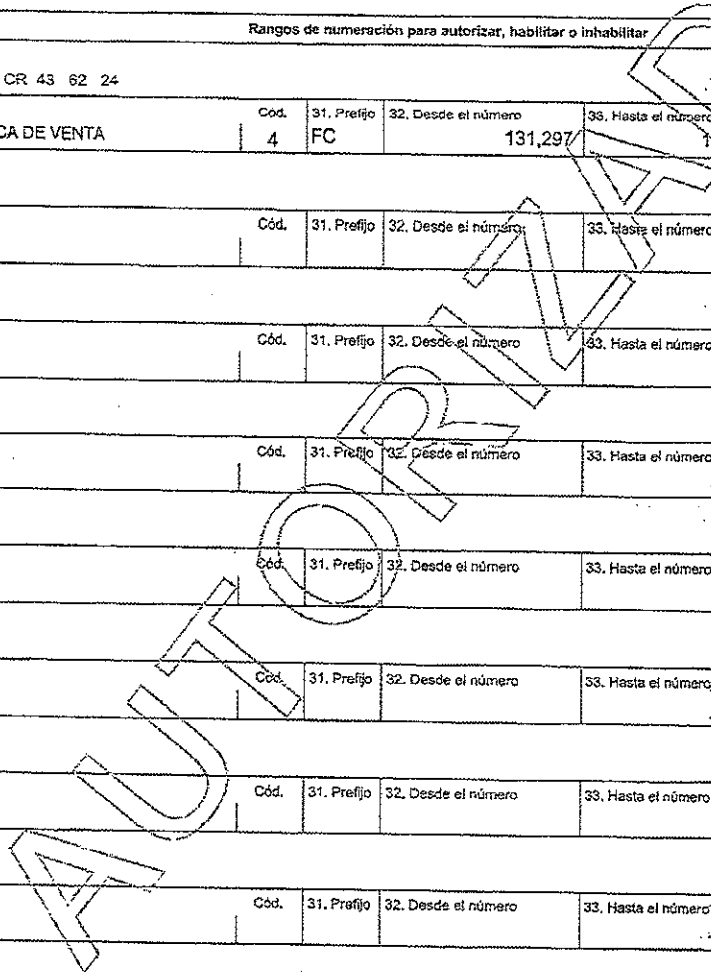 Rangos de numeración para autorizar, habilitar o inhabilitar
CR 43 62 24
Cód. 31. Prefijo 32. Desde el número 33. Hasta el número
CA DE VENTA 4 FC 131,297 1
Cód. 31. Prefijo 32. Desde el número 33. Hasta el número
Cód. 31. Prefijo 32. Desde el número 33. Hasta el número
Cód. 31. Prefijo 32. Desde el número 33. Hasta el número
Cód. 31. Prefijo 32. Desde el número 33. Hasta el número
Cód. 31. Prefijo 32. Desde el número 33. Hasta el número
Cód. 31. Prefijo 32. Desde el número 33. Hasta el número
Cód. 31. Prefijo 32. Desde el número 33. Hasta el número
AUTORIZAD